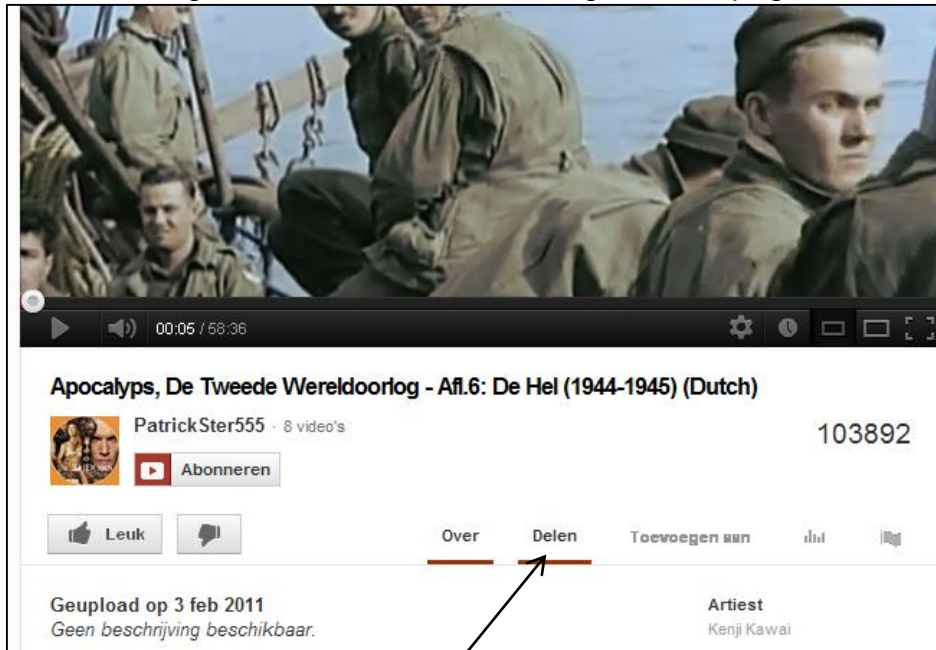 00:05 / 58:36
Apocalyps, De Tweede Wereldoorlog - Afl.6: De Hel (1944-1945) (Dutch)
PatrickSter555 · 8 video's
103892
Abonneren
Leuk
Over Delen Toevoegen aan
Geupload op 3 feb 2011
Artiest
Geen beschrijving beschikbaar.
Kenji Kawai